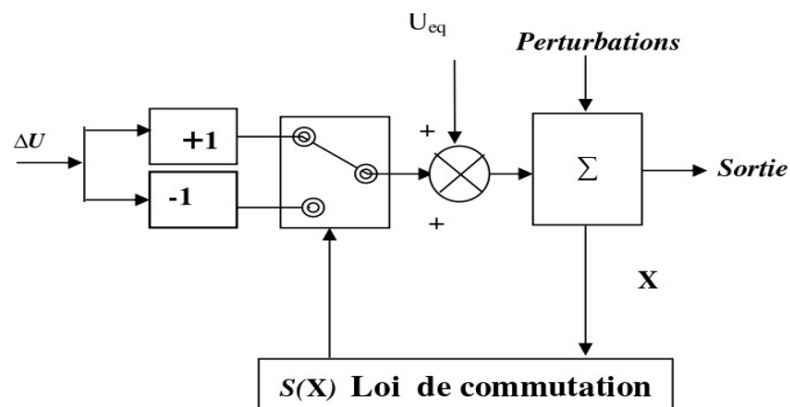 U_eq
Perturbations
+
ΔU
+1
Σ
Sortie
-1
+
X
S(X) Loi de commutation